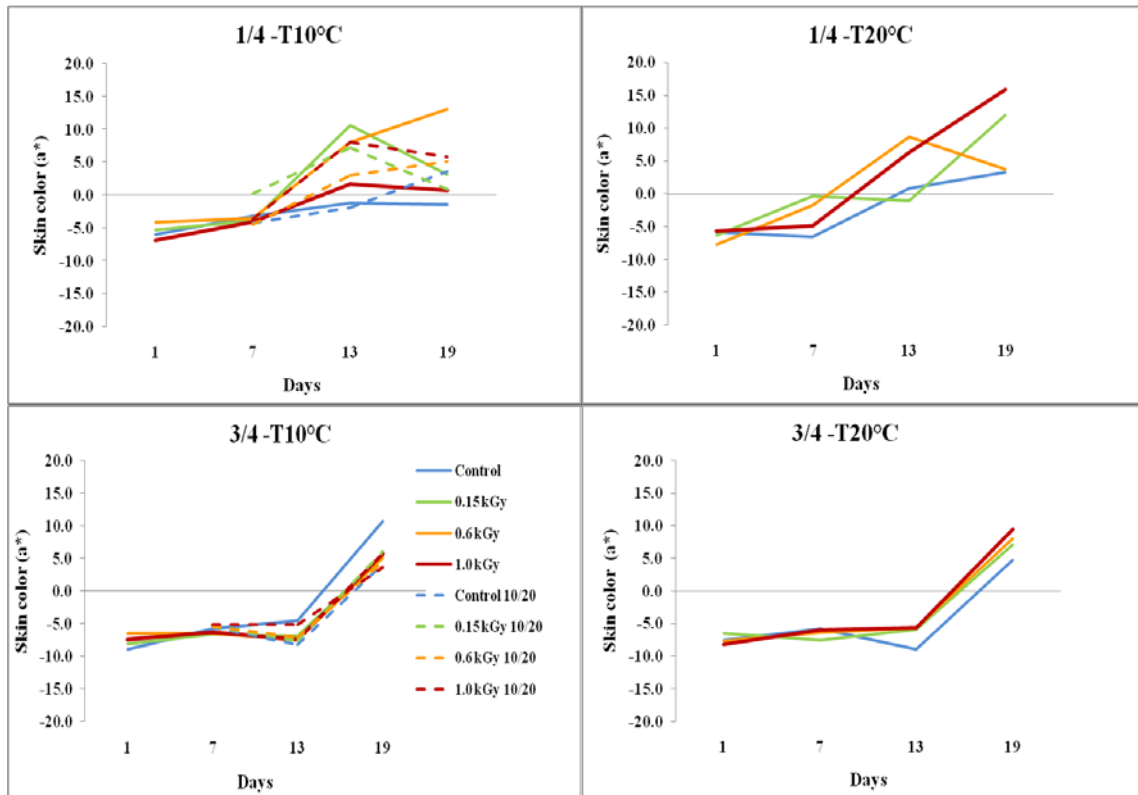 1/4 -T10°C
20.0
15.0
10.0
5.0
0.0
-5.0
-10.0
-15.0
-20.0
Skin color (a*)
1 7 13 19
Days
1/4 -T20°C
20.0
15.0
10.0
5.0
0.0
-5.0
-10.0
-15.0
-20.0
Skin color (a*)
1 7 13 19
Days
3/4 -T10°C
20.0
15.0
10.0
5.0
0.0
-5.0
-10.0
-15.0
-20.0
Skin color (a*)
1 7 13 19
Days
Control
0.15kGy
0.6kGy
1.0kGy
Control 10/20
0.15kGy 10/20
0.6kGy 10/20
1.0kGy 10/20
3/4 -T20°C
20.0
15.0
10.0
5.0
0.0
-5.0
-10.0
-15.0
-20.0
Skin color (a*)
1 7 13 19
Days